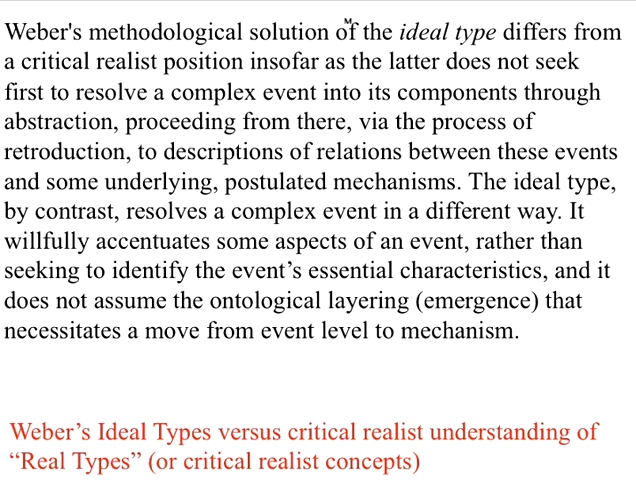 Weber's methodological solution of the ideal type differs from
a critical realist position insofar as the latter does not seek
first to resolve a complex event into its components through
abstraction, proceeding from there, via the process of
retroduction, to descriptions of relations between these events
and some underlying, postulated mechanisms. The ideal type,
by contrast, resolves a complex event in a different way. It
willfully accentuates some aspects of an event, rather than
seeking to identify the event’s essential characteristics, and it
does not assume the ontological layering (emergence) that
necessitates a move from event level to mechanism.
Weber’s Ideal Types versus critical realist understanding of
“Real Types” (or critical realist concepts)